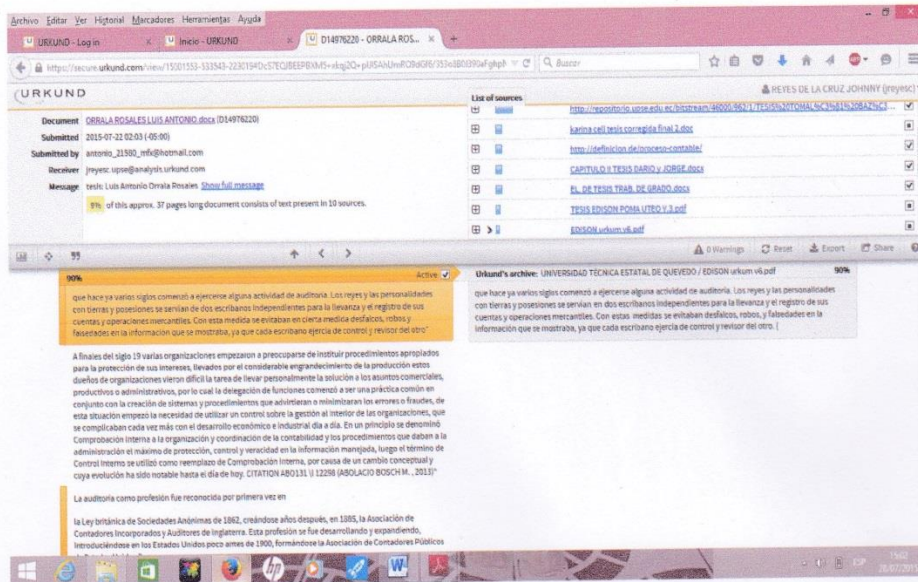 Archivo Editar Ver Historial Marcadores Herramientas Ayuda
URKUND - Log in
Inicio - URKUND
D14976220 - ORRALA ROS...
Buscar
URKUND
REYES DE LA CRUZ JOHNNY (jreyesc)
List of sources
Document ORRALA ROSALES LUIS ANTONIO.docx (D14976220)
Submitted 2015-07-22 02:03 (-05:00)
Submitted by antonio_21580_mfx@hotmail.com
Receiver jreyesc.upse@analysis.urkund.com
Message tesis: Luis Antonio Orrala Rosales Show full message
8% of this approx. 37 pages long document consists of text present in 10 sources.
karina cell tesis corregida final 2.doc
http://definicion.de/proceso-contable/
CAPITULO II TESIS DARIO y JORGE.docx
EL DE TESIS TRAB. DE GRADO.docx
TESIS EDISON POMA UTEQ V.3.pdf
EDISON urkum v6.pdf
0 Warnings Reset Export Share
90% Active
que hace ya varios siglos comenzó a ejercerse alguna actividad de auditoria. Los reyes y las personalidades
con tierras y posesiones se servían de dos escribanos independientes para la llevanza y el registro de sus
cuentas y operaciones mercantiles. Con esta medida se evitaban en cierta medida desfalcos, robos y
falsedades en la información que se mostraba, ya que cada escribano ejercía de control y revisor del otro"
A finales del siglo 19 varias organizaciones empezaron a preocuparse de instituir procedimientos apropiados
para la protección de sus intereses, llevados por el considerable engrandecimiento de la producción estos
dueños de organizaciones vieron difícil la tarea de llevar personalmente la solución a los asuntos comerciales,
productivos o administrativos, por lo cual la delegación de funciones comenzó a ser una práctica común en
conjunto con la creación de sistemas y procedimientos que advirtieran o minimizaran los errores o fraudes, de
esta situación empezó la necesidad de utilizar un control sobre la gestión al interior de las organizaciones, que
se complicaban cada vez más con el desarrollo económico e industrial día a día. En un principio se denominó
Comprobación Interna a la organización y coordinación de la contabilidad y los procedimientos que daban a la
administración el máximo de protección, control y veracidad en la información manejada, luego el término de
Control Interno se utilizó como reemplazo de Comprobación Interna, por causa de un cambio conceptual y
cuya evolución ha sido notable hasta el día de hoy. CITATION ABO131 \l 12298 (ABOLACIO BOSCH M. , 2013)"
La auditoría como profesión fue reconocida por primera vez en
la Ley británica de Sociedades Anónimas de 1862, creándose años después, en 1885, la Asociación de
Contadores Incorporados y Auditores de Inglaterra. Esta profesión se fue desarrollando y expandiendo,
introduciéndose en los Estados Unidos poco antes de 1900, formándose la Asociación de Contadores Públicos
Urkund's archive: UNIVERSIDAD TÉCNICA ESTATAL DE QUEVEDO / EDISON urkum v6.pdf 90%
que hace ya varios siglos comenzó a ejercerse alguna actividad de auditoria. Los reyes y las personalidades
con tierras y posesiones se servían en dos escribanos independientes para la llevanza y el registro de sus
cuentas y operaciones mercantiles. Con estas medidas se evitaban desfalcos, robos, y falsedades en la
información que se mostraba, ya que cada escribano ejercía de control y revisor del otro. [
ESP
15:02